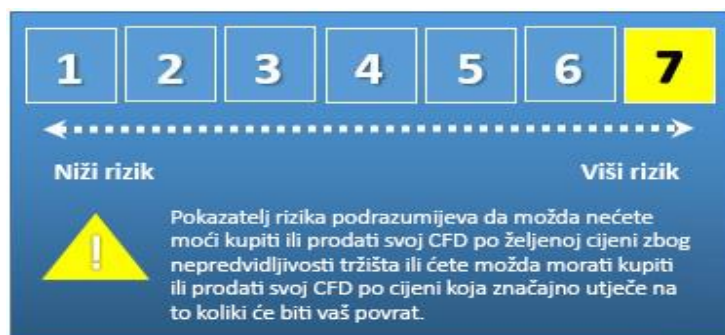 1 2 3 4 5 6 7
Niži rizik Viši rizik
!
Pokazatelj rizika podrazumijeva da možda nećete
moći kupiti ili prodati svoj CFD po željenoj cijeni zbog
nepredvidljivosti tržišta ili ćete možda morati kupiti
ili prodati svoj CFD po cijeni koja značajno utječe na
to koliki će biti vaš povrat.